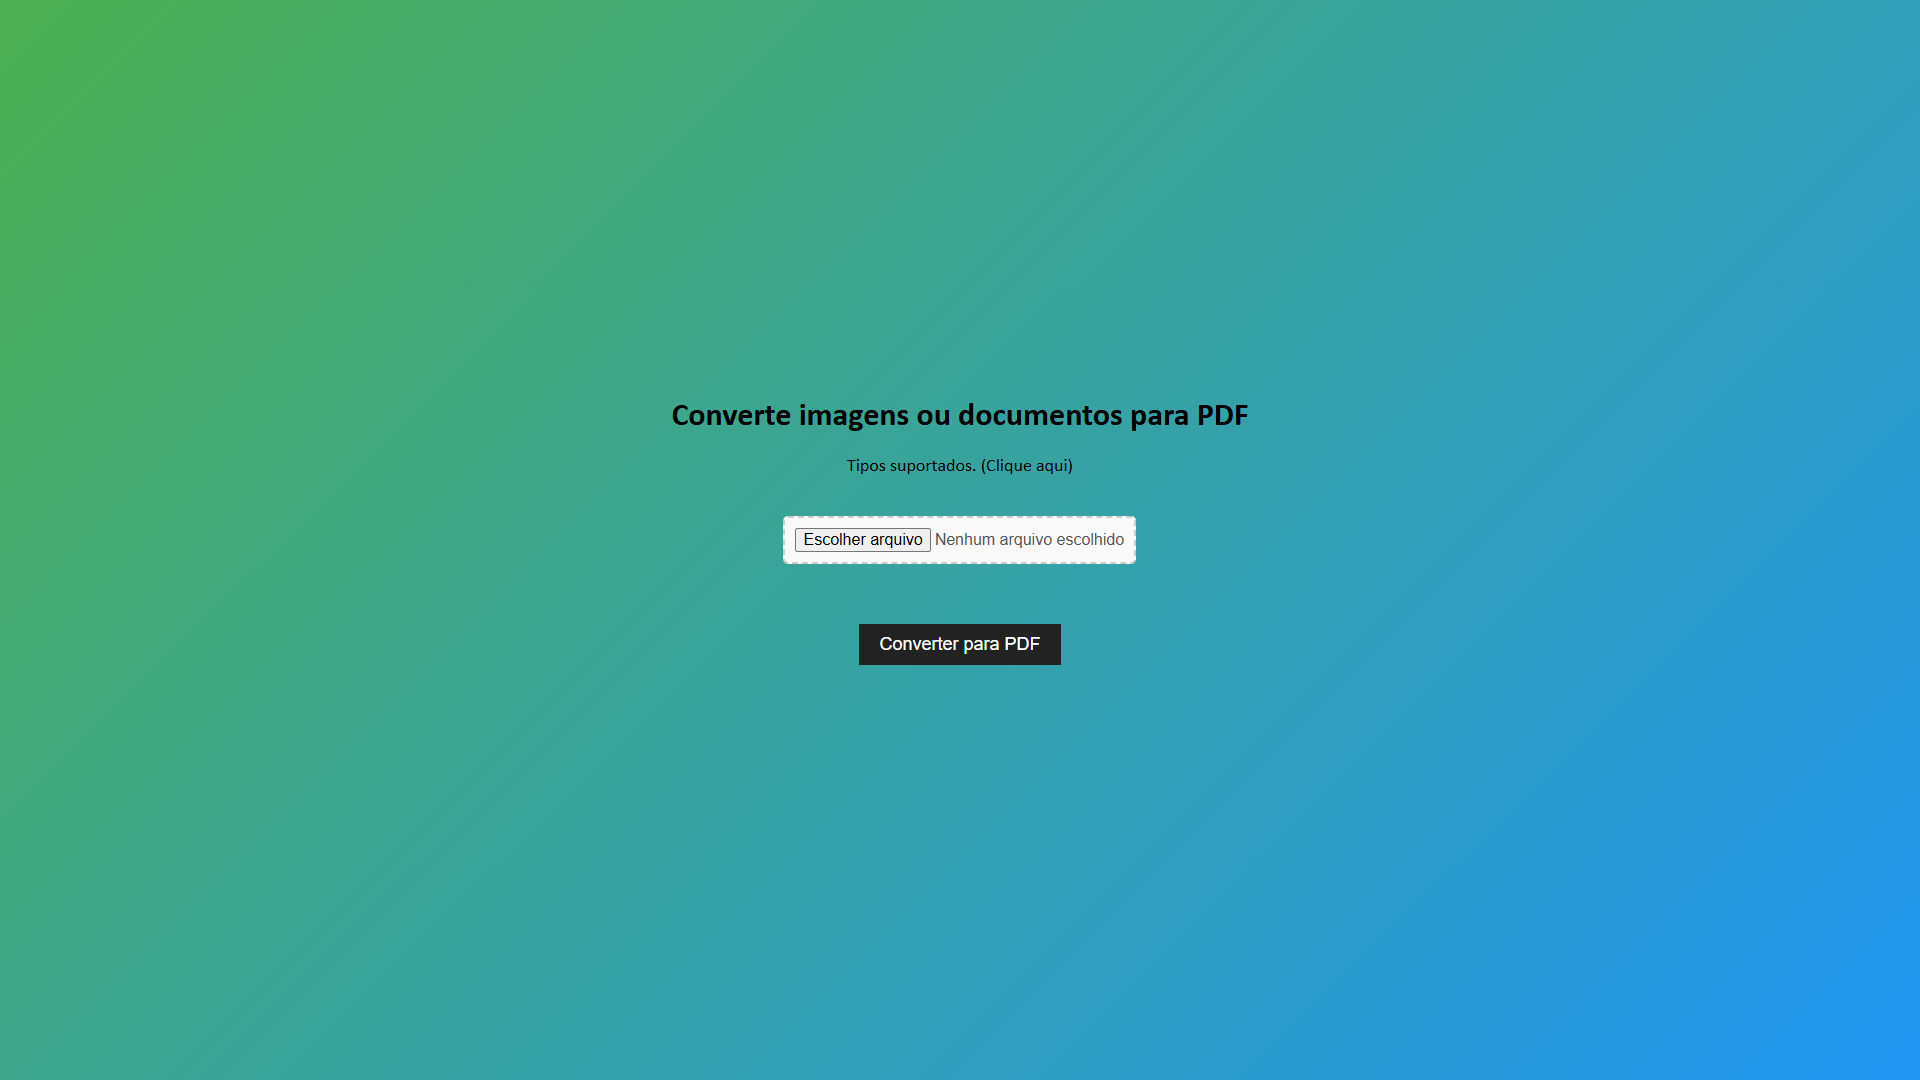 Converte imagens ou documentos para PDF
Tipos suportados. (Clique aqui)
Escolher arquivo Nenhum arquivo escolhido
Converter para PDF